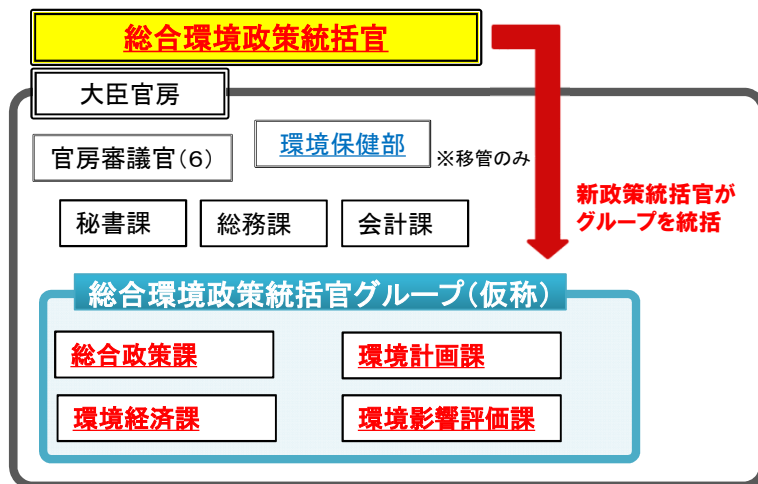 総合環境政策統括官
大臣官房
官房審議官(6)
環境保健部
※移管のみ
秘書課
総務課
会計課
新政策統括官が
グループを統括
総合環境政策統括官グループ(仮称)
総合政策課
環境計画課
環境経済課
環境影響評価課